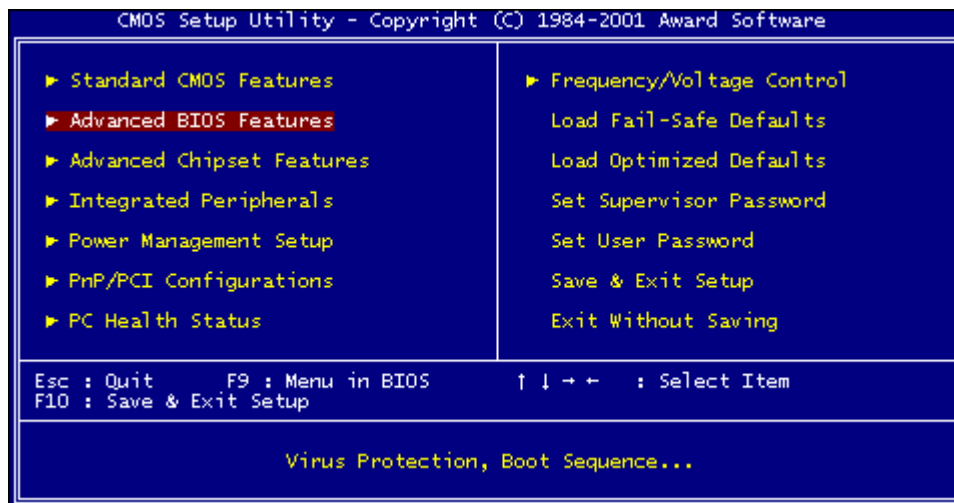 CMOS Setup Utility - Copyright (C) 1984-2001 Award Software
► Standard CMOS Features
► Advanced BIOS Features
► Advanced Chipset Features
► Integrated Peripherals
► Power Management Setup
► PnP/PCI Configurations
► PC Health Status
► Frequency/Voltage Control
Load Fail-Safe Defaults
Load Optimized Defaults
Set Supervisor Password
Set User Password
Save & Exit Setup
Exit Without Saving
Esc : Quit F9 : Menu in BIOS ↑ ↓ → ← : Select Item
F10 : Save & Exit Setup
Virus Protection, Boot Sequence...